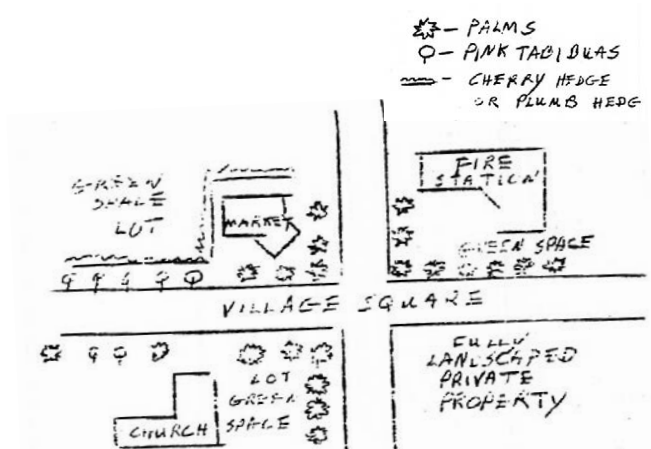 - PALMS
- PINK TABIBUAS
- CHERRY HEDGE
OR PLUMB HEDG
GREEN
SPACE
LOT
MARKET
FIRE
STATION
GREEN SPACE
VILLAGE SQUARE
FULLY
LANDSCAPED
PRIVATE
PROPERTY
LOT
GREEN
SPACE
CHURCH